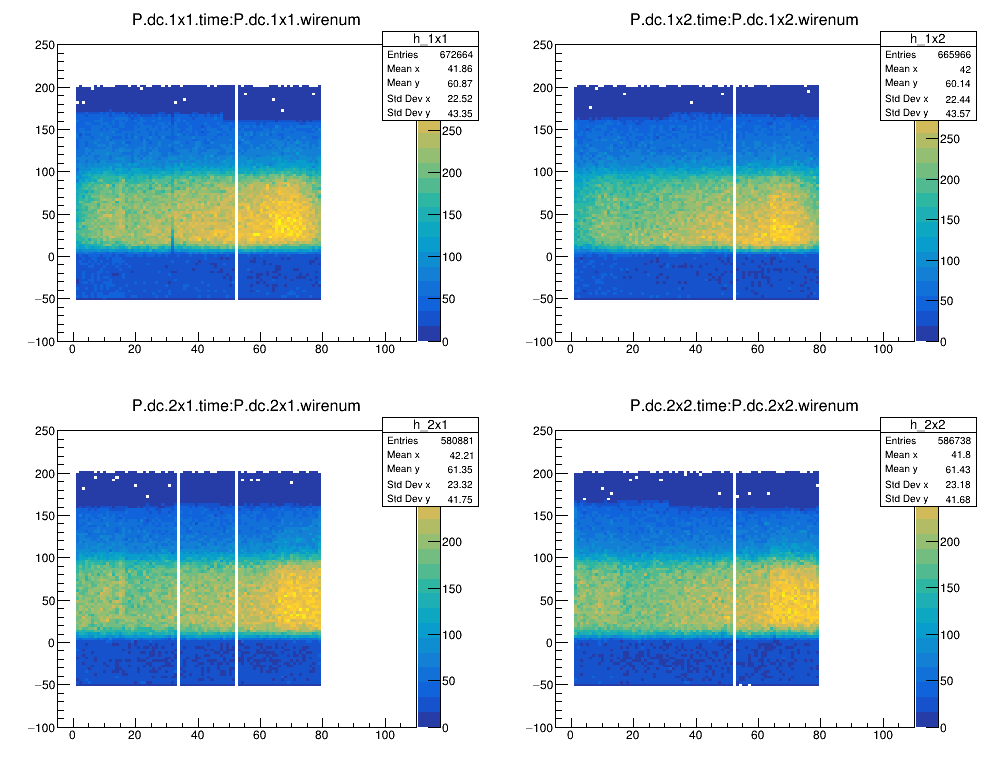 P.dc.1x1.time:P.dc.1x1.wirenum
h_1x1
Entries 672664
Mean x 41.86
Mean y 60.87
Std Dev x 22.52
Std Dev y 43.35
250
200
150
100
50
0
−50
−100
0 20 40 60 80 100
250
200
150
100
50
0
P.dc.1x2.time:P.dc.1x2.wirenum
h_1x2
Entries 665966
Mean x 42
Mean y 60.14
Std Dev x 22.44
Std Dev y 43.57
250
200
150
100
50
0
−50
−100
0 20 40 60 80 100
250
200
150
100
50
0
P.dc.2x1.time:P.dc.2x1.wirenum
h_2x1
Entries 580881
Mean x 42.21
Mean y 61.35
Std Dev x 23.32
Std Dev y 41.75
250
200
150
100
50
0
−50
−100
0 20 40 60 80 100
200
150
100
50
0
P.dc.2x2.time:P.dc.2x2.wirenum
h_2x2
Entries 586738
Mean x 41.8
Mean y 61.43
Std Dev x 23.18
Std Dev y 41.68
250
200
150
100
50
0
−50
−100
0 20 40 60 80 100
200
150
100
50
0